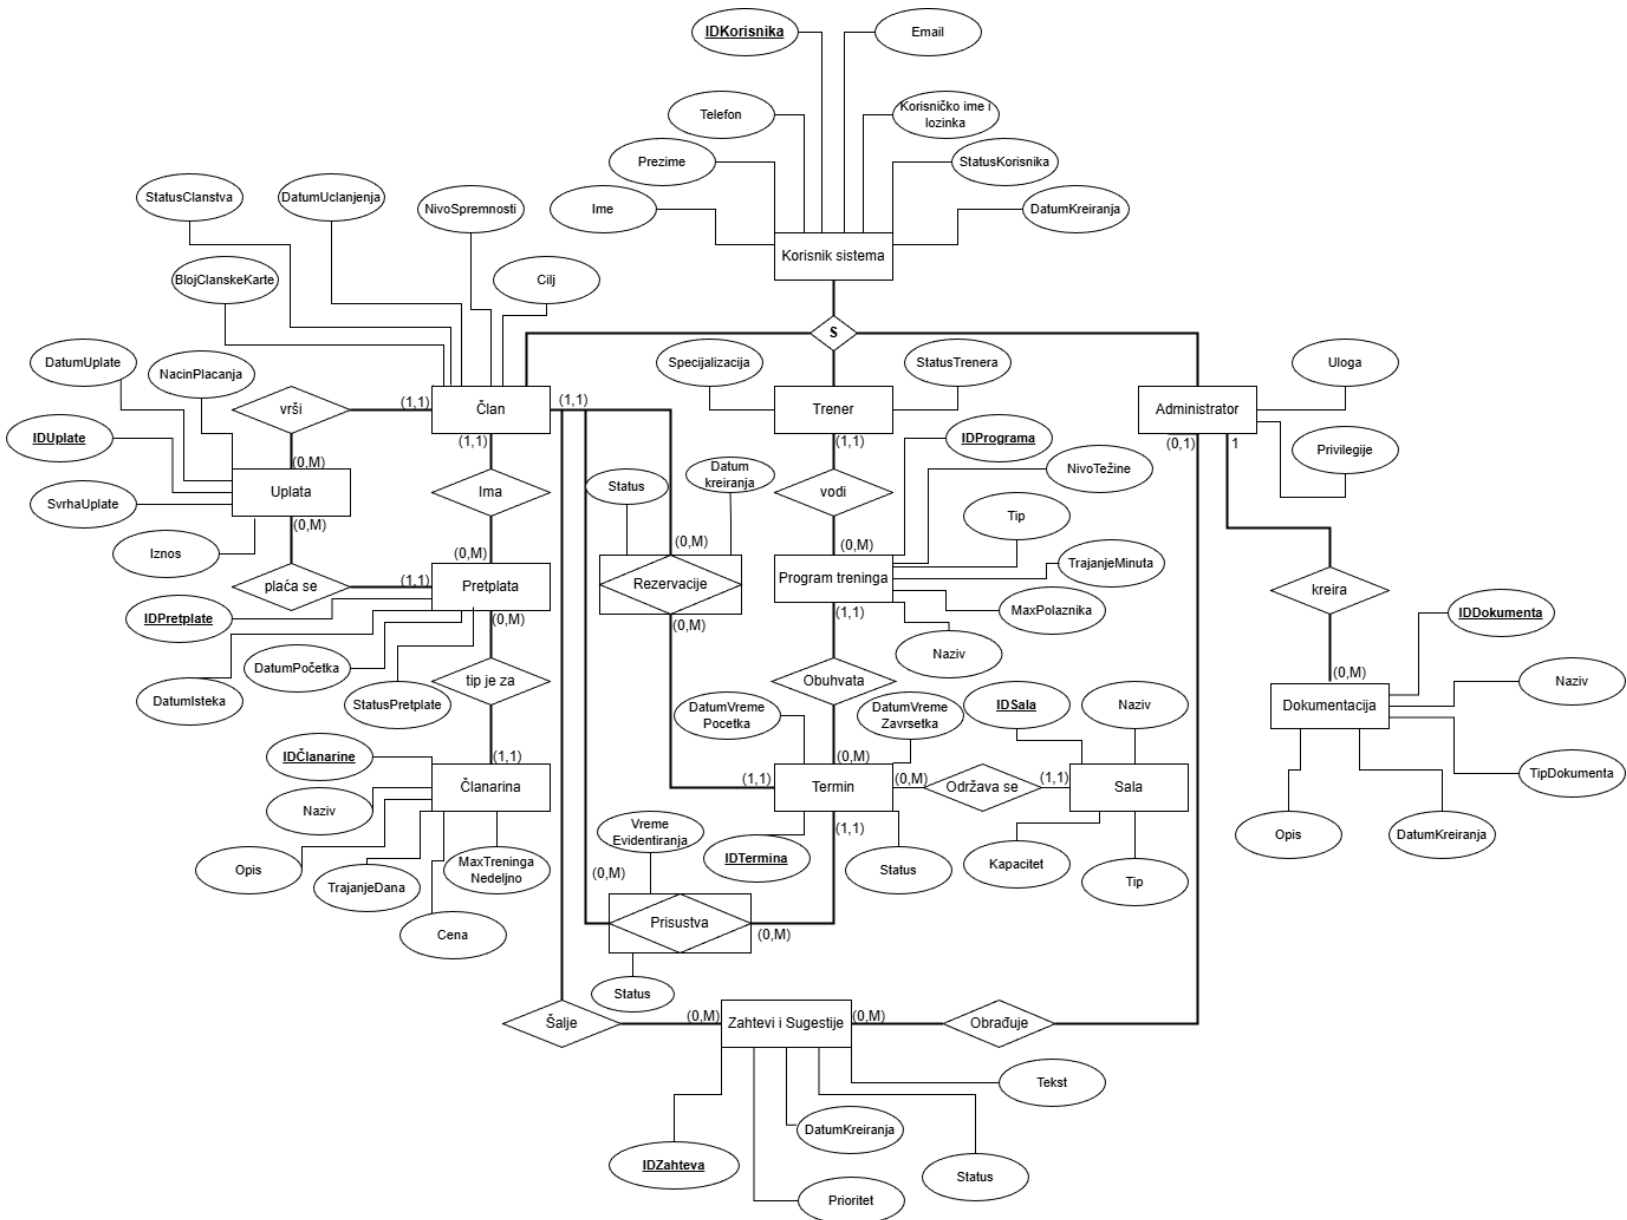 IDKorisnika
Email
Telefon
Korisničko ime i
lozinka
Prezime
StatusKorisnika
Ime
DatumKreiranja
Korisnik sistema
StatusClanstva
DatumUclanjenja
NivoSpremnosti
BlojClanskeKarte
Cilj
S
DatumUplate
NacinPlacanja
Specijalizacija
StatusTrenera
Uloga
vrši
(1,1)
Član
(1,1)
Trener
Administrator
IDUplate
(1,1)
(1,1)
IDPrograma
(0,1)
1
Privilegije
(0,M)
Uplata
Ima
Status
Datum
kreiranja
vodi
NivoTežine
SvrhaUplate
(0,M)
Tip
Iznos
(0,M)
(0,M)
(0,M)
plaća se
(1,1)
Pretplata
Rezervacije
Program treninga
TrajanjeMinuta
kreira
IDPretplate
(0,M)
(0,M)
(1,1)
MaxPolaznika
IDDokumenta
DatumPočetka
tip je za
Naziv
Obuhvata
(0,M)
Naziv
DatumIsteka
StatusPretplate
DatumVreme
Pocetka
DatumVreme
Zavrsetka
IDSala
Naziv
Dokumentacija
IDČlanarine
(1,1)
(0,M)
Članarina
(1,1)
Termin
(0,M)
Održava se
(1,1)
Sala
TipDokumenta
Naziv
Vreme
Evidentiranja
(1,1)
Opis
DatumKreiranja
Opis
TrajanjeDana
MaxTreninga
Nedeljno
(0,M)
IDTermina
Status
Kapacitet
Tip
Cena
Prisustva
(0,M)
Status
Šalje
(0,M)
Zahtevi i Sugestije
(0,M)
Obrađuje
Tekst
DatumKreiranja
IDZahteva
Status
Prioritet